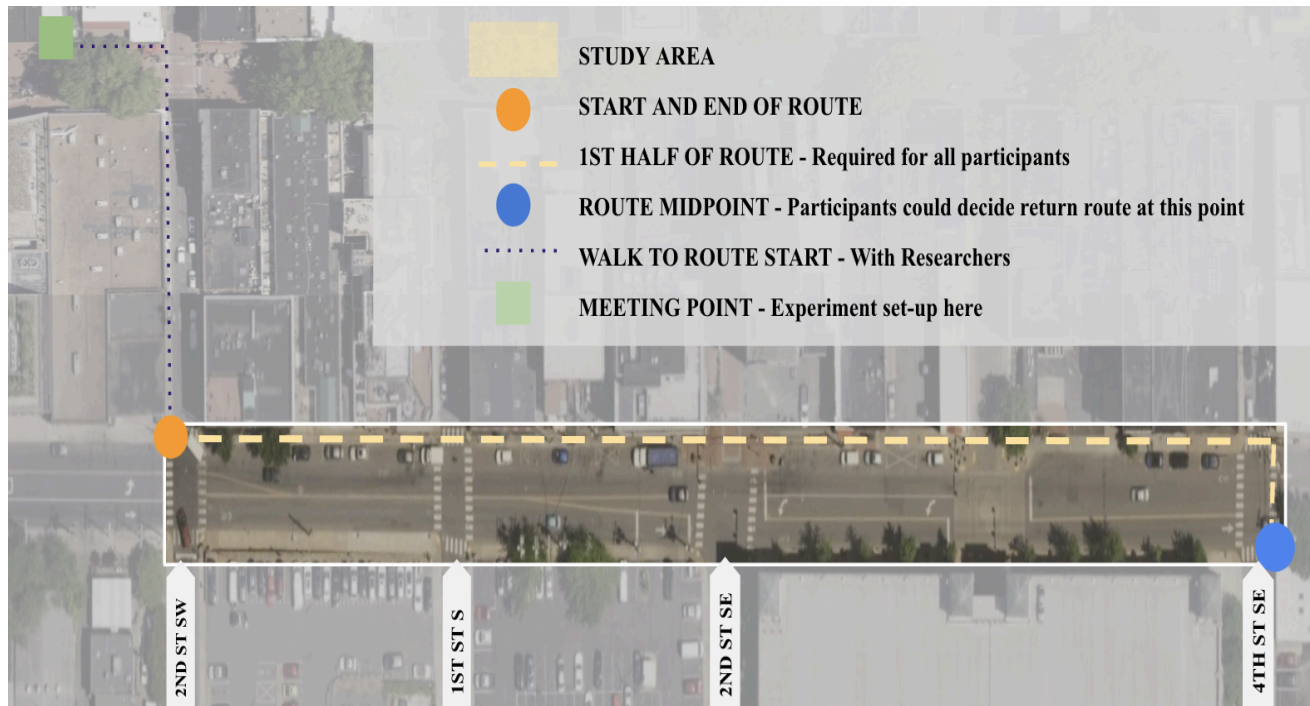 STUDY AREA
START AND END OF ROUTE
1ST HALF OF ROUTE - Required for all participants
ROUTE MIDPOINT - Participants could decide return route at this point
WALK TO ROUTE START - With Researchers
MEETING POINT - Experiment set-up here
2ND ST SW
1ST ST S
2ND ST SE
4TH ST SE